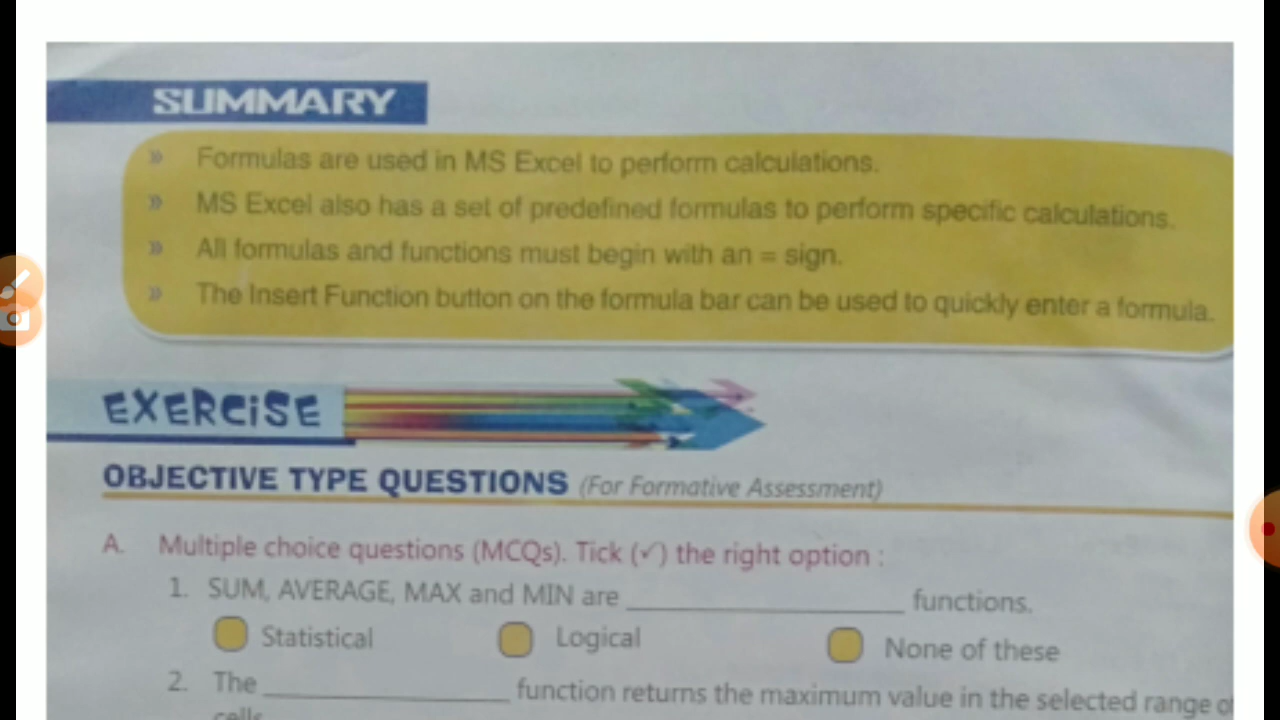 SUMMARY
» Formulas are used in MS Excel to perform calculations.
» MS Excel also has a set of predefined formulas to perform specific calculations.
» All formulas and functions must begin with an = sign.
» The Insert Function button on the formula bar can be used to quickly enter a formula.
EXERCiSE
OBJECTIVE TYPE QUESTIONS (For Formative Assessment)
A. Multiple choice questions (MCQs). Tick (✓) the right option :
1. SUM, AVERAGE, MAX and MIN are ____________________ functions.
Statistical Logical None of these
2. The ____________________ function returns the maximum value in the selected range of
cells